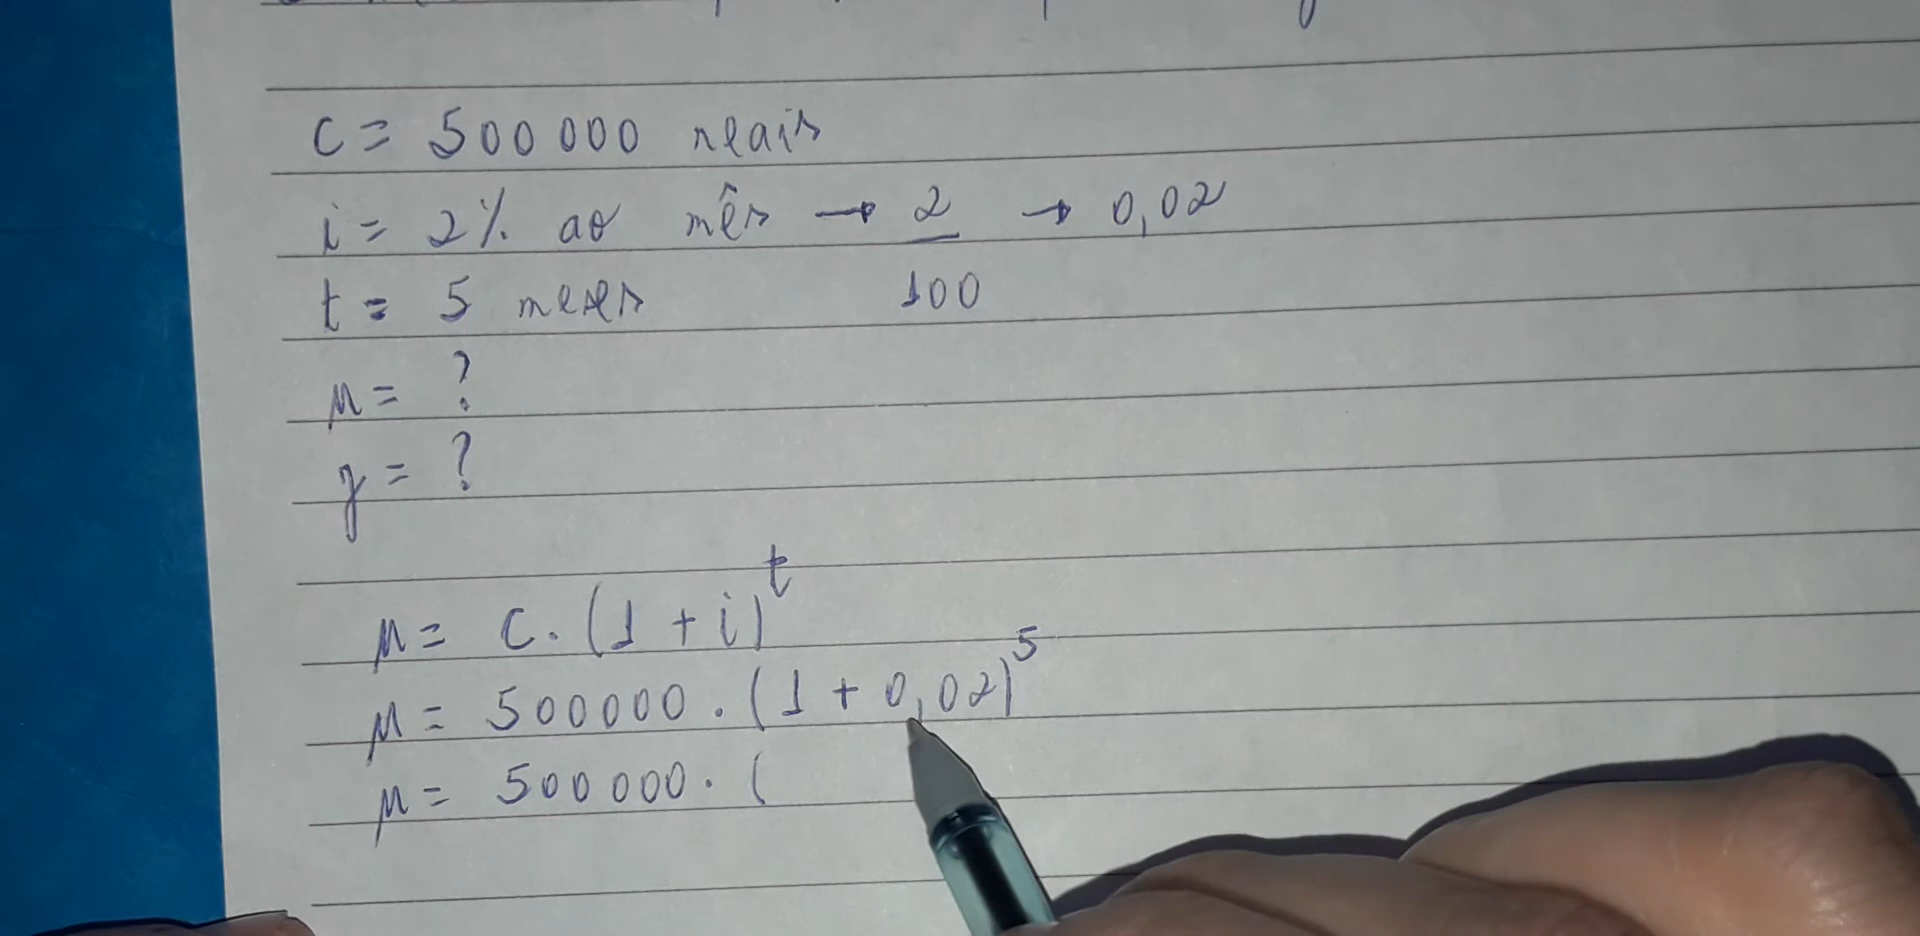 C = 500 000 reais
i = 2% ao mês → 2/100 → 0,02
t = 5 meses
M = ?
J = ?
M = C . (1 + i)^t
M = 500000 . (1 + 0,02)^5
M = 500 000 . (